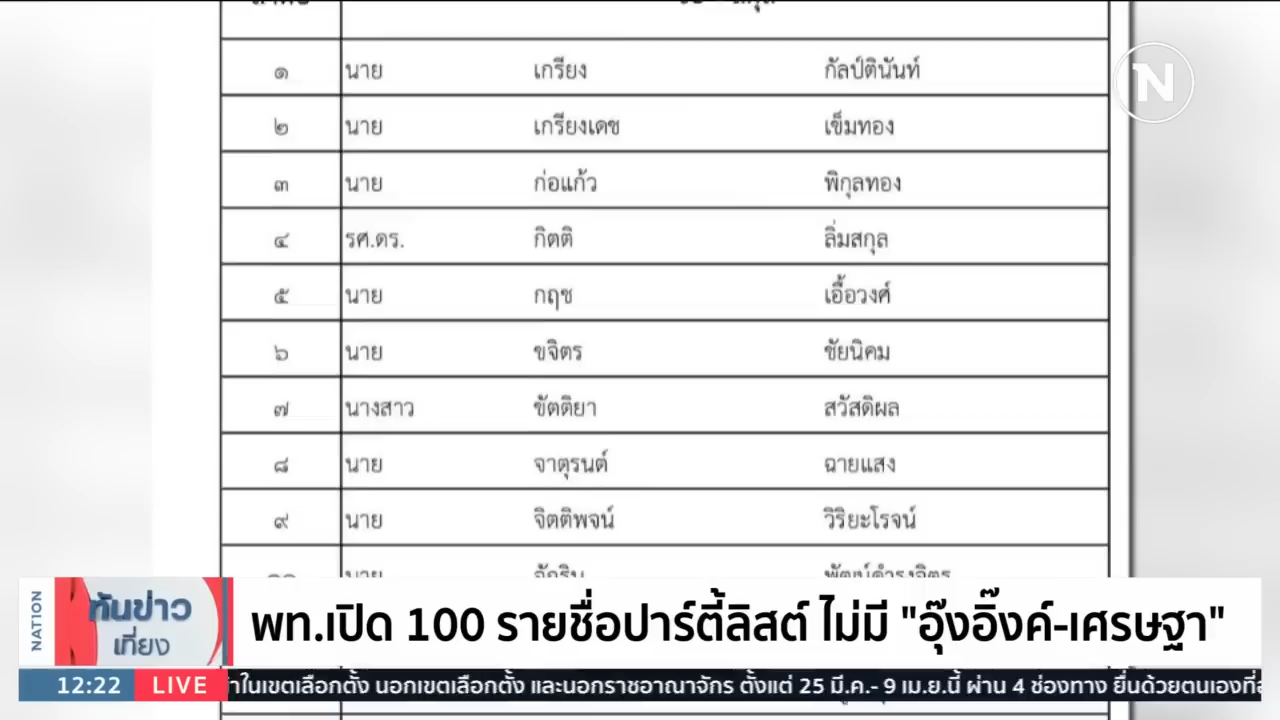 ๑ นาย เกรียง กัลป์ตินันท์
๒ นาย เกรียงเดช เข็มทอง
๓ นาย ก่อแก้ว พิกุลทอง
๔ รศ.ดร. กิตติ ลิ่มสกุล
๕ นาย กฤช เอื้อวงศ์
๖ นาย ขจิตร ชัยนิคม
๗ นางสาว ขัตติยา สวัสดิผล
๘ นาย จาตุรนต์ ฉายแสง
๙ นาย จิตติพจน์ วิริยะโรจน์
N
NATION
ทันข่าว
เที่ยง
พท.เปิด 100 รายชื่อปาร์ตี้ลิสต์ ไม่มี "อุ๊งอิ๊งค์-เศรษฐา"
12:22 LIVE
ในเขตเลือกตั้ง นอกเขตเลือกตั้ง และนอกราชอาณาจักร ตั้งแต่ 25 มี.ค.- 9 เม.ย.นี้ ผ่าน 4 ช่องทาง ยื่นด้วยตนเองที่